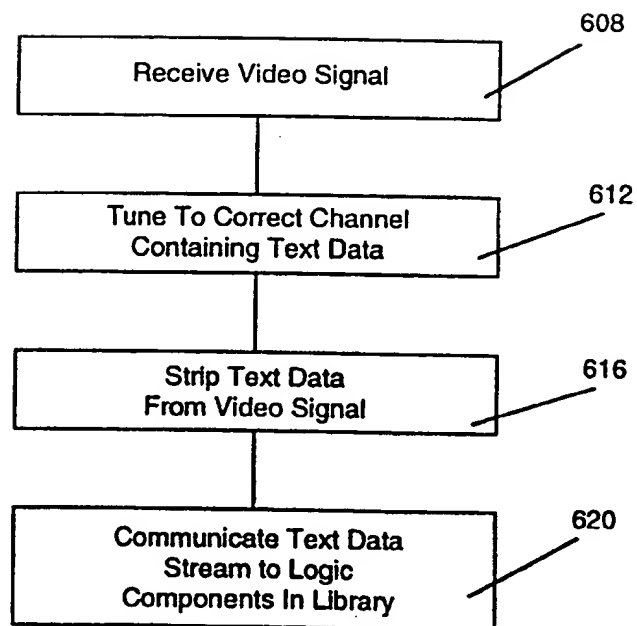 608
Receive Video Signal
612
Tune To Correct Channel
Containing Text Data
Strip Text Data
From Video Signal
616
620
Communicate Text Data
Stream to Logic
Components In Library